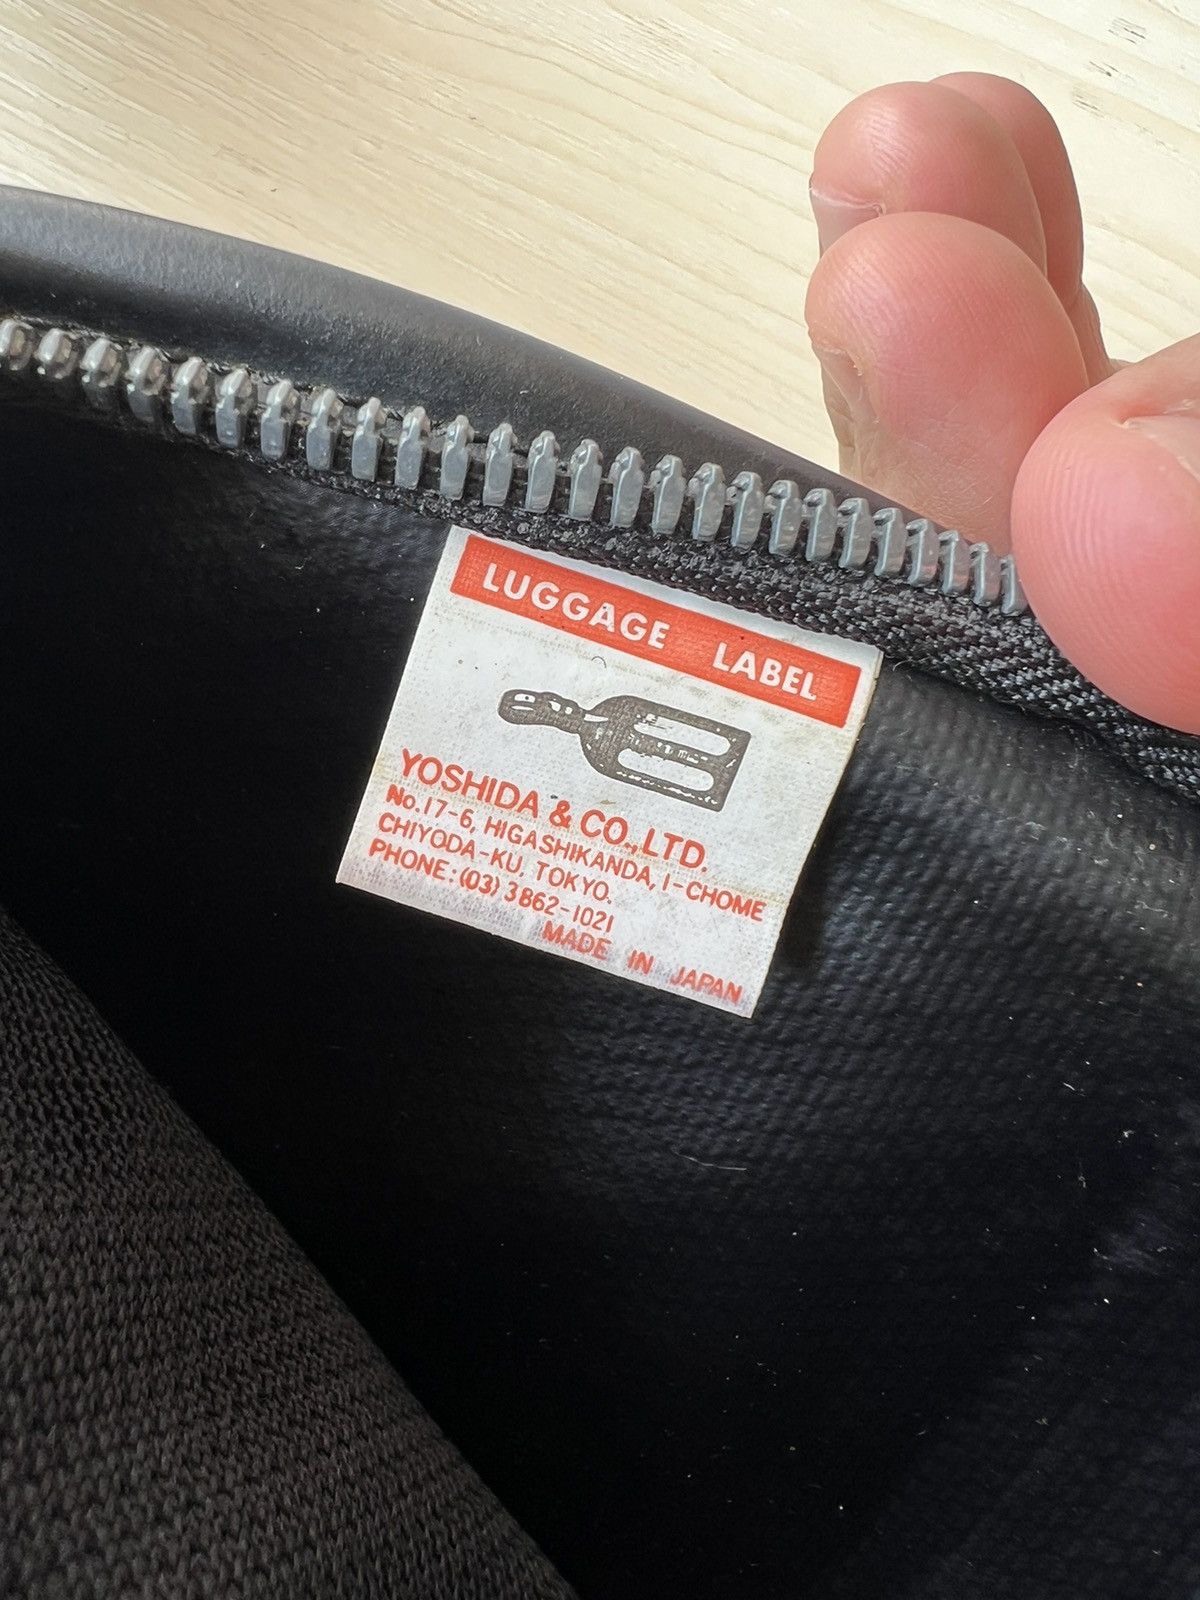 LUGGAGE LABEL
YOSHIDA & CO., LTD.
No.17-6, HIGASHIKANDA, 1-CHOME
CHIYODA-KU, TOKYO.
PHONE: (03) 3862-1021
MADE IN JAPAN